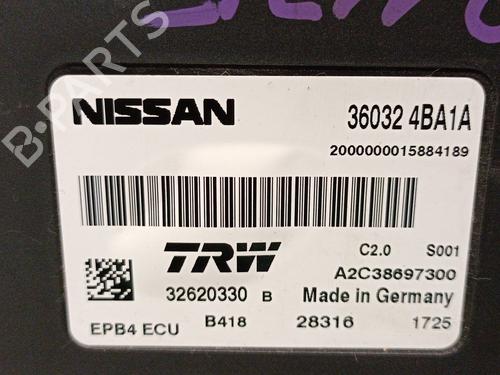 B-PARTS
NISSAN 36032 4BA1A
2000000015884189
TRW C2.0 S001
A2C38697300
32620330 B Made in Germany
EPB4 ECU B418 28316 1725